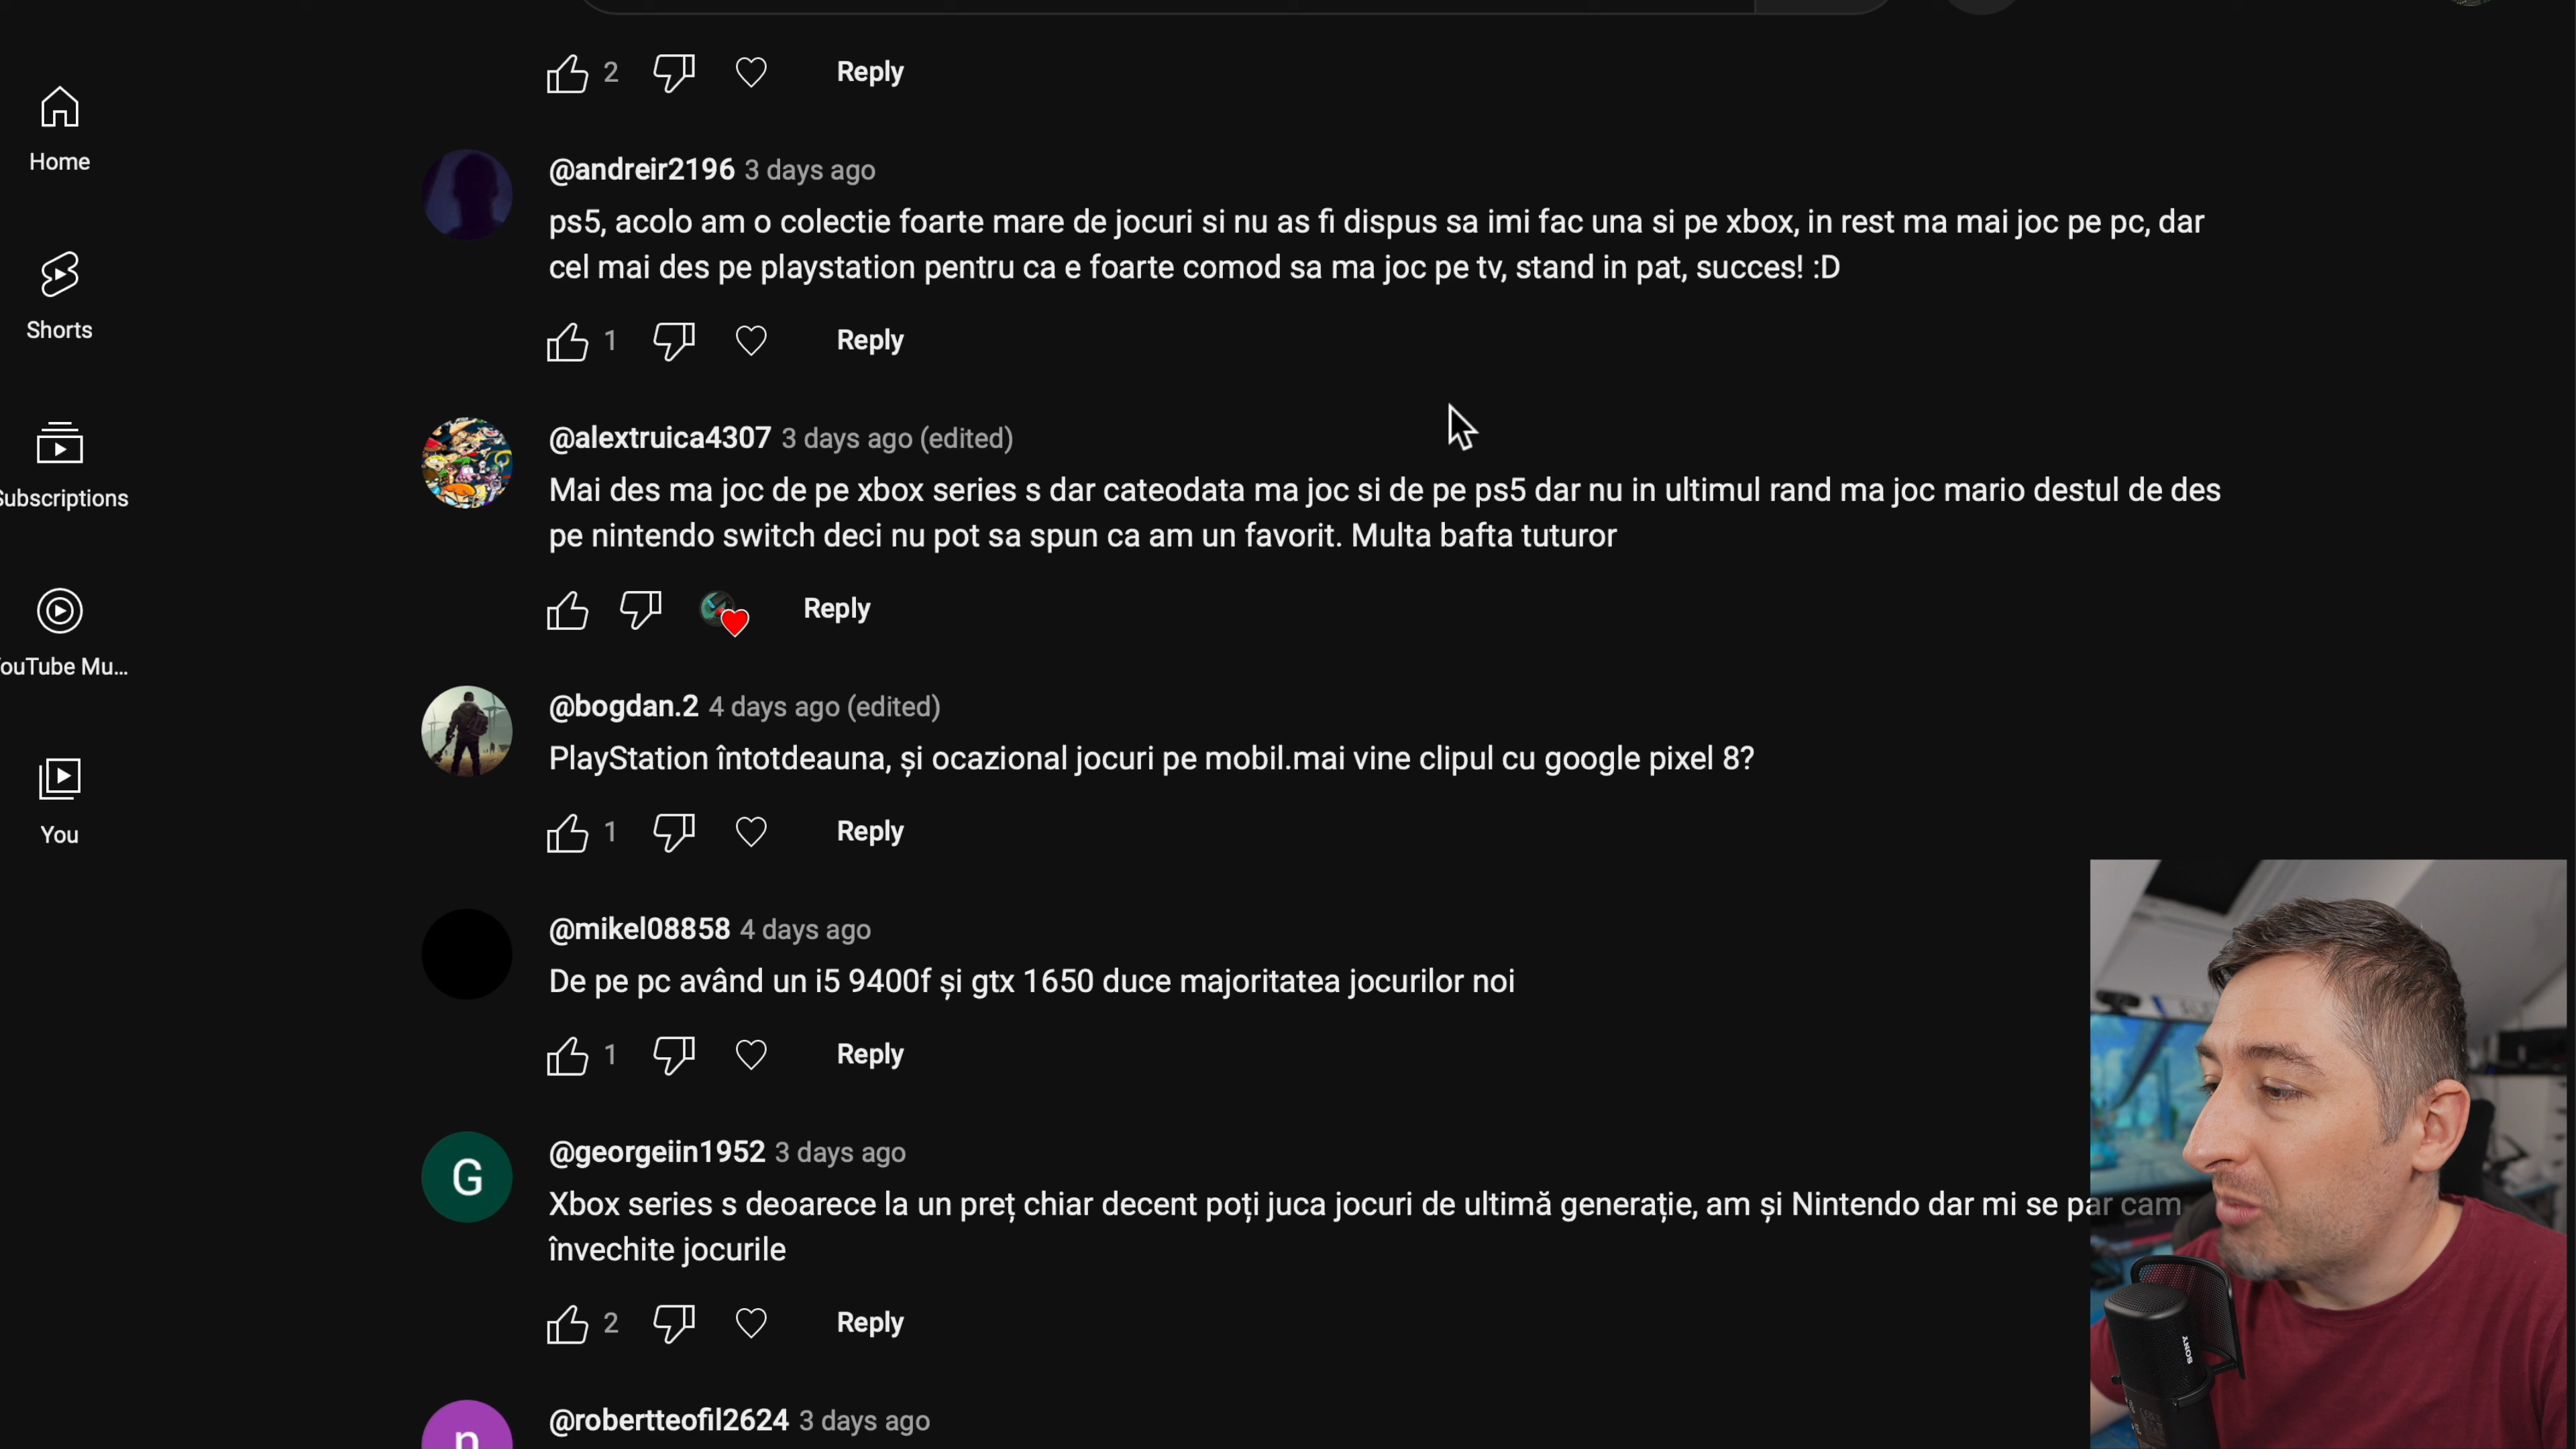 2 Reply
Home
@andreir2196 3 days ago
ps5, acolo am o colectie foarte mare de jocuri si nu as fi dispus sa imi fac una si pe xbox, in rest ma mai joc pe pc, dar
cel mai des pe playstation pentru ca e foarte comod sa ma joc pe tv, stand in pat, succes! :D
Shorts
1 Reply
@alextruica4307 3 days ago (edited)
Mai des ma joc de pe xbox series s dar cateodata ma joc si de pe ps5 dar nu in ultimul rand ma joc mario destul de des
Subscriptions
pe nintendo switch deci nu pot sa spun ca am un favorit. Multa bafta tuturor
Reply
YouTube Mu...
@bogdan.2 4 days ago (edited)
PlayStation întotdeauna, și ocazional jocuri pe mobil.mai vine clipul cu google pixel 8?
You
1 Reply
@mikel08858 4 days ago
De pe pc având un i5 9400f și gtx 1650 duce majoritatea jocurilor noi
1 Reply
G
@georgeiin1952 3 days ago
Xbox series s deoarece la un preț chiar decent poți juca jocuri de ultimă generație, am și Nintendo dar mi se par cam
învechite jocurile
2 Reply
SONY
@robertteofil2624 3 days ago